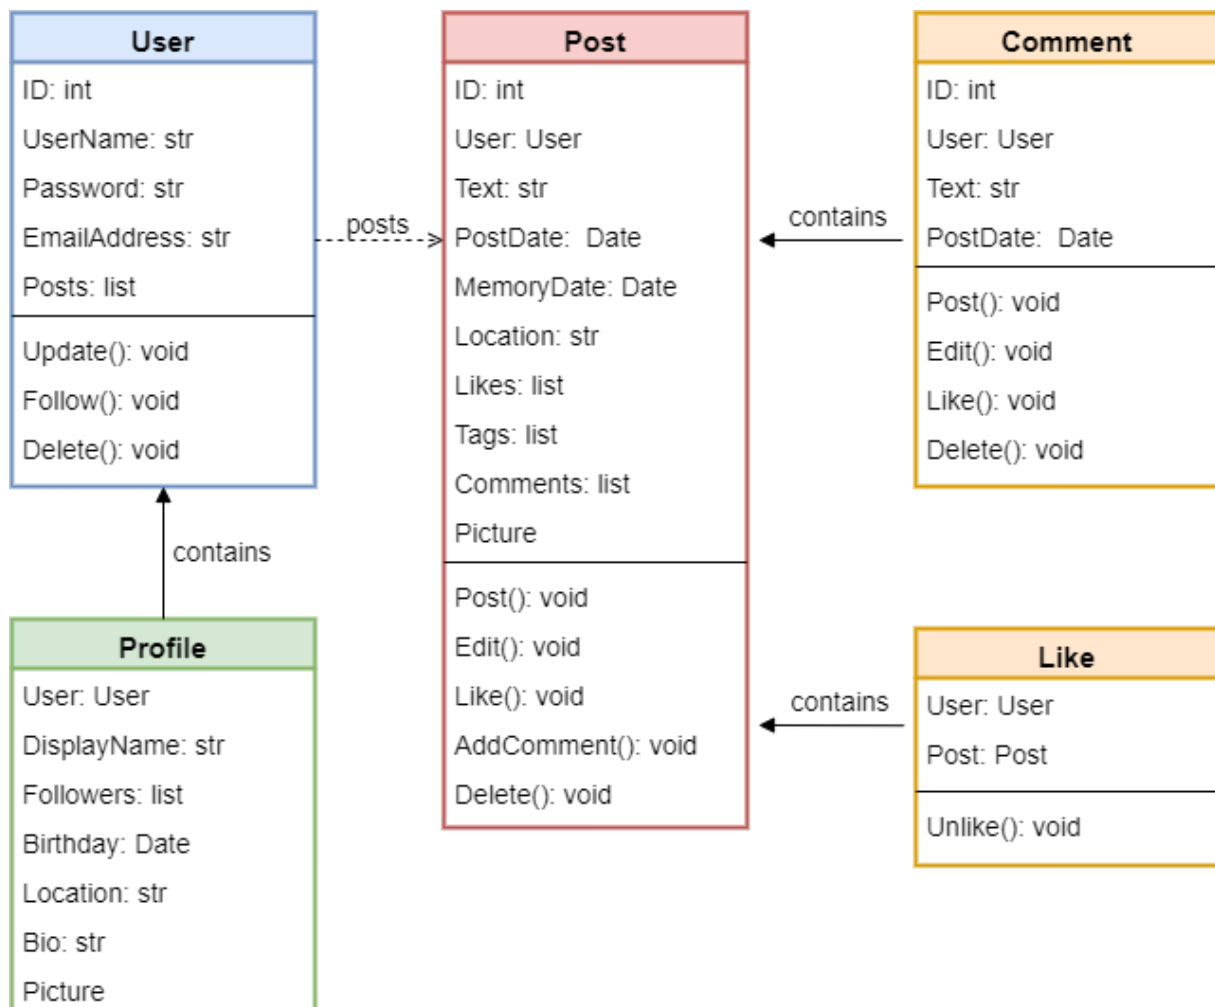 User
ID: int
UserName: str
Password: str
EmailAddress: str
Posts: list
Update(): void
Follow(): void
Delete(): void
posts
contains
Profile
User: User
DisplayName: str
Followers: list
Birthday: Date
Location: str
Bio: str
Picture
Post
ID: int
User: User
Text: str
PostDate:  Date
MemoryDate: Date
Location: str
Likes: list
Tags: list
Comments: list
Picture
Post(): void
Edit(): void
Like(): void
AddComment(): void
Delete(): void
contains
contains
Comment
ID: int
User: User
Text: str
PostDate:  Date
Post(): void
Edit(): void
Like(): void
Delete(): void
Like
User: User
Post: Post
Unlike(): void